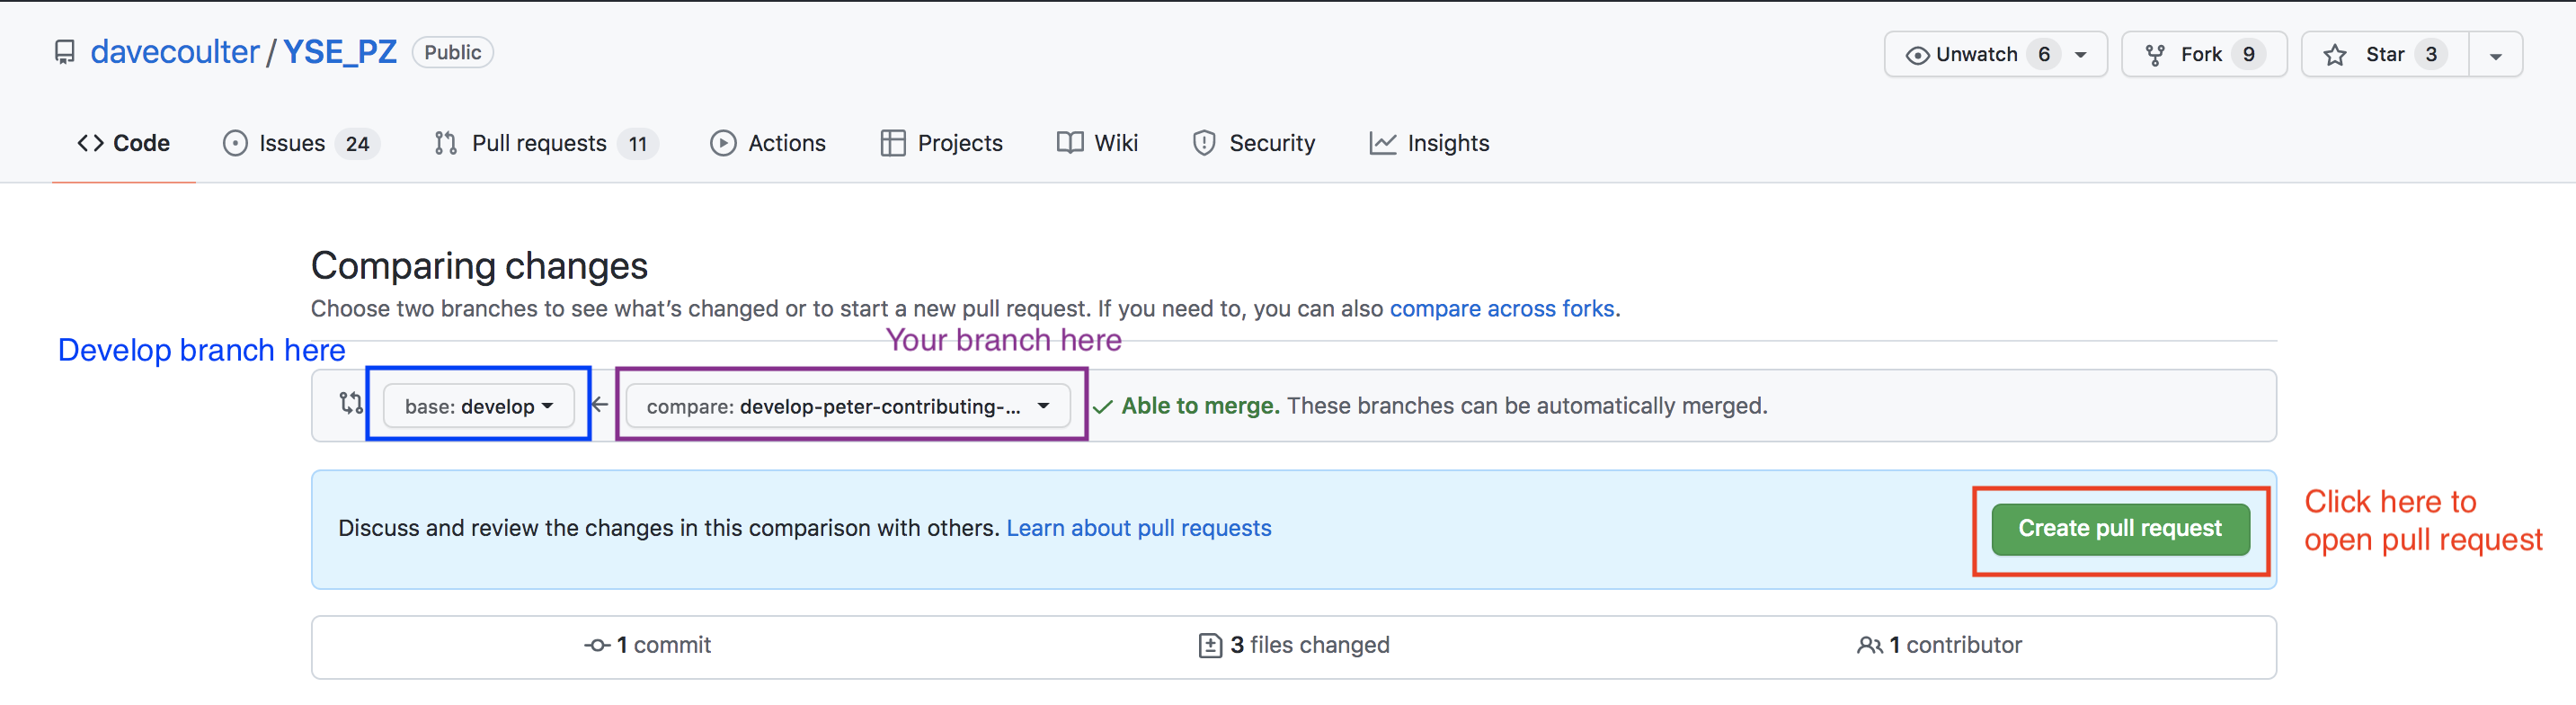 davecoulter / YSE_PZ Public
Unwatch 6 Fork 9 Star 3
Code Issues 24 Pull requests 11 Actions Projects Wiki Security Insights
Comparing changes
Choose two branches to see what's changed or to start a new pull request. If you need to, you can also compare across forks.
Your branch here
Develop branch here
base: develop compare: develop-peter-contributing-... Able to merge. These branches can be automatically merged.
Discuss and review the changes in this comparison with others. Learn about pull requests
Create pull request
Click here to
open pull request
1 commit 3 files changed 1 contributor